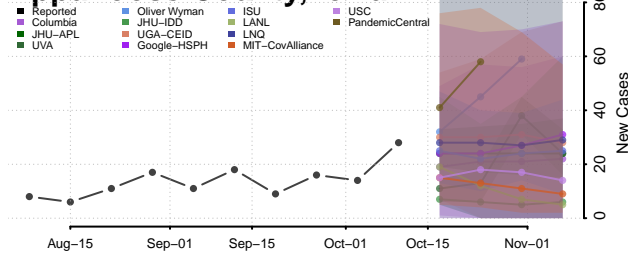 Reported
Columbia
JHU−APL
UVA
Oliver Wyman
JHU−IDD
UGA−CEID
Google−HSPH
ISU
LANL
LNQ
MIT−CovAlliance
USC
PandemicCentral
80
60
40
20
0
New Cases
Aug−15
Sep−01
Sep−15
Oct−01
Oct−15
Nov−01